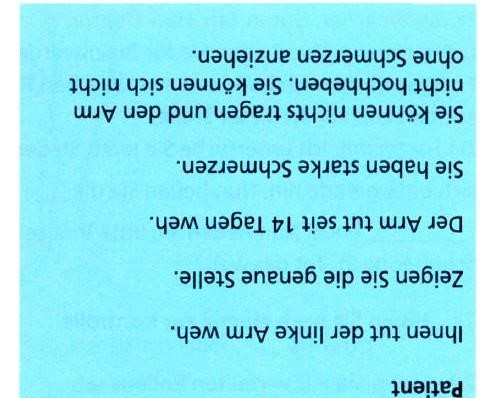 Patient
Ihnen tut der linke Arm weh.
Zeigen Sie die genaue Stelle.
Der Arm tut seit 14 Tagen weh.
Sie haben starke Schmerzen.
Sie können nichts tragen und den Arm
nicht hochheben. Sie können sich nicht
ohne Schmerzen anziehen.